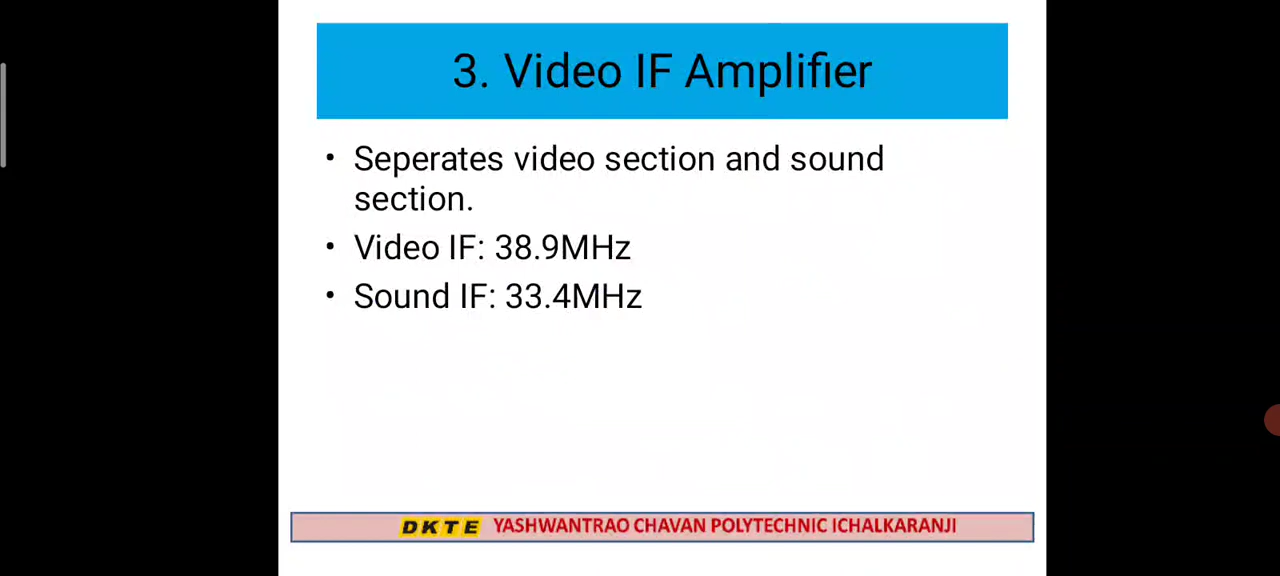 3. Video IF Amplifier
• Seperates video section and sound
section.
• Video IF: 38.9MHz
• Sound IF: 33.4MHz
DKTE YASHWANTRAO CHAVAN POLYTECHNIC ICHALKARANJI